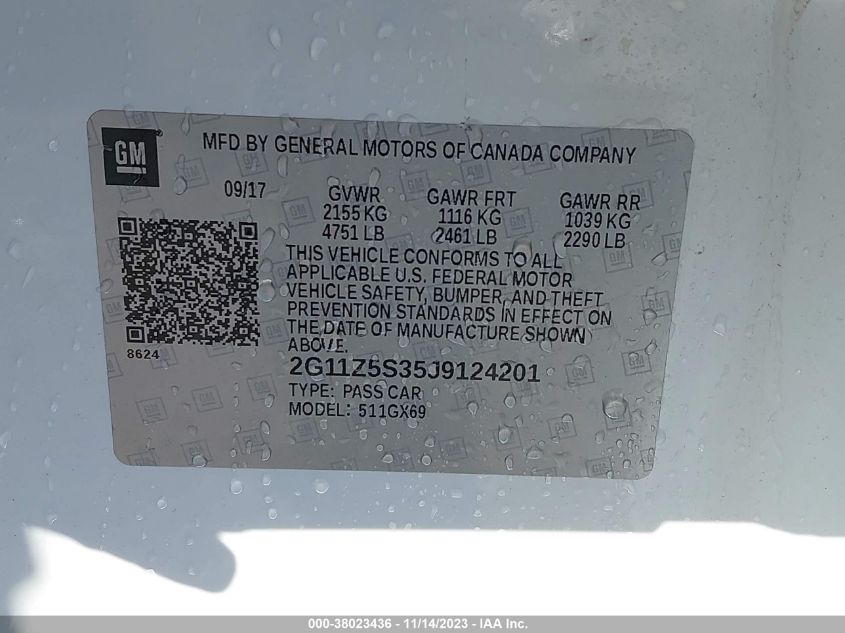 GM
MFD BY GENERAL MOTORS OF CANADA COMPANY
09/17
GVWR
2155 KG
4751 LB
GAWR FRT
1116 KG
2461 LB
GAWR RR
1039 KG
2290 LB
THIS VEHICLE CONFORMS TO ALL
APPLICABLE U.S. FEDERAL MOTOR
VEHICLE SAFETY, BUMPER, AND THEFT
PREVENTION STANDARDS IN EFFECT ON
THE DATE OF MANUFACTURE SHOWN
ABOVE.
8624
2G11Z5S35J9124201
TYPE: PASS CAR
MODEL: 511GX69
000-38023436 - 11/14/2023 - IAA Inc.